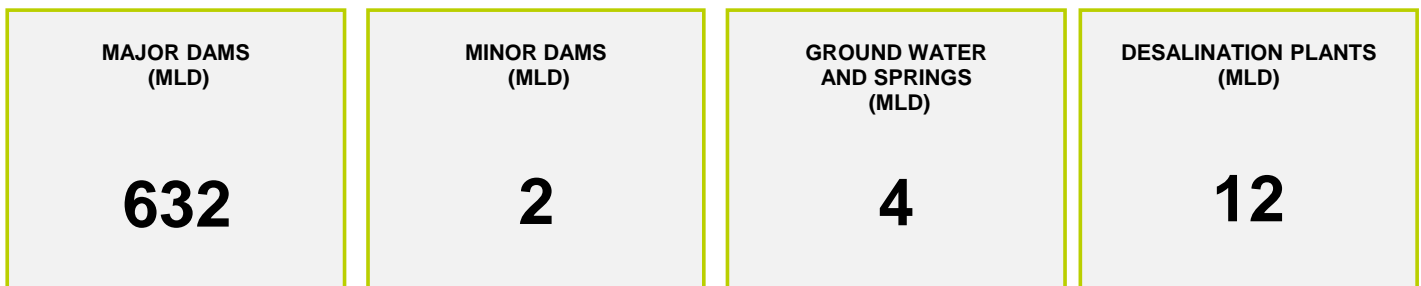 MAJOR DAMS
(MLD)
632
MINOR DAMS
(MLD)
2
GROUND WATER
AND SPRINGS
(MLD)
4
DESALINATION PLANTS
(MLD)
12